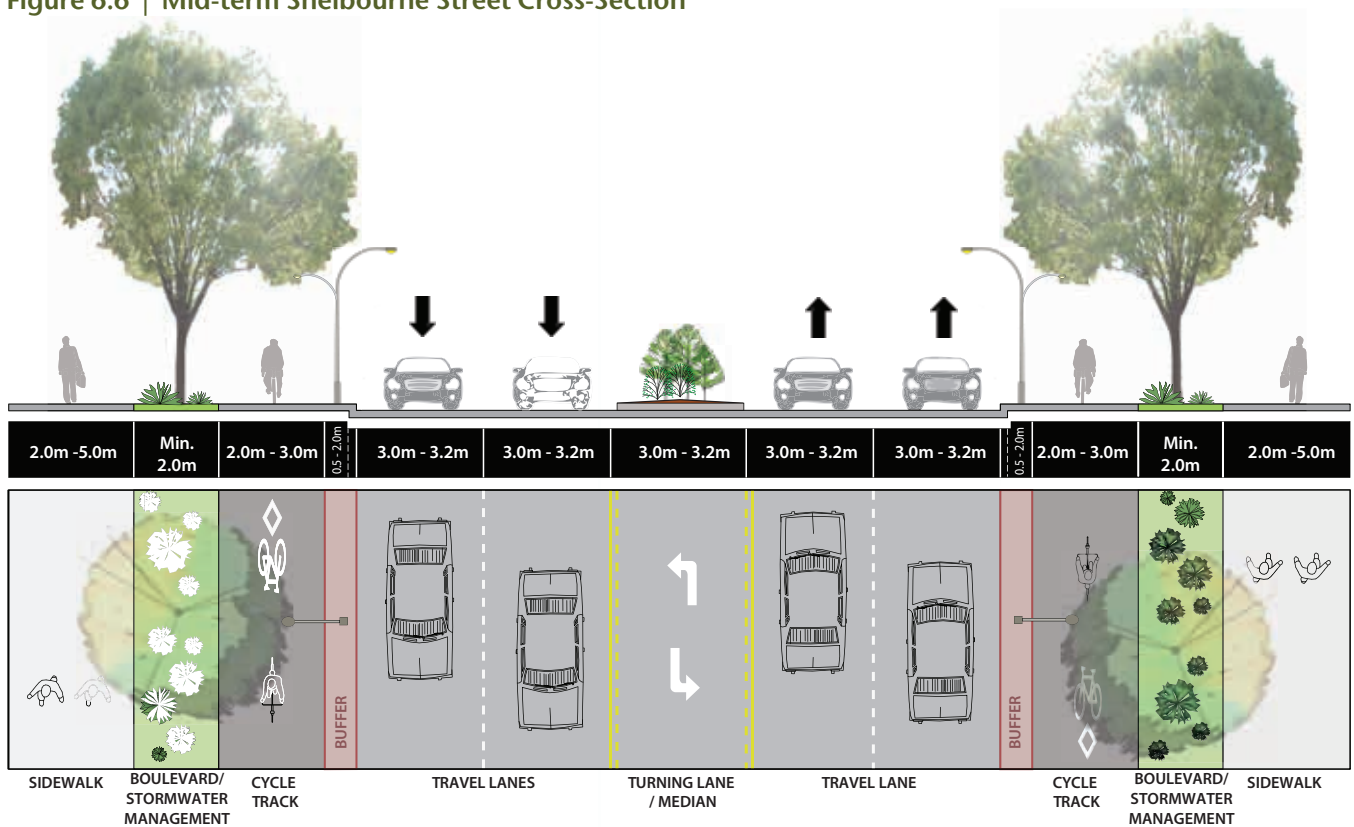 Figure 6.6 | Mid-term Shelbourne Street Cross-Section
2.0m -5.0m
Min.
2.0m
2.0m - 3.0m
0.5 - 2.0m
3.0m - 3.2m
3.0m - 3.2m
3.0m - 3.2m
3.0m - 3.2m
3.0m - 3.2m
0.5 - 2.0m
2.0m - 3.0m
Min.
2.0m
2.0m -5.0m
BUFFER
BUFFER
SIDEWALK
BOULEVARD/
STORMWATER
MANAGEMENT
CYCLE
TRACK
TRAVEL LANES
TURNING LANE
/ MEDIAN
TRAVEL LANE
CYCLE
TRACK
BOULEVARD/
STORMWATER
MANAGEMENT
SIDEWALK